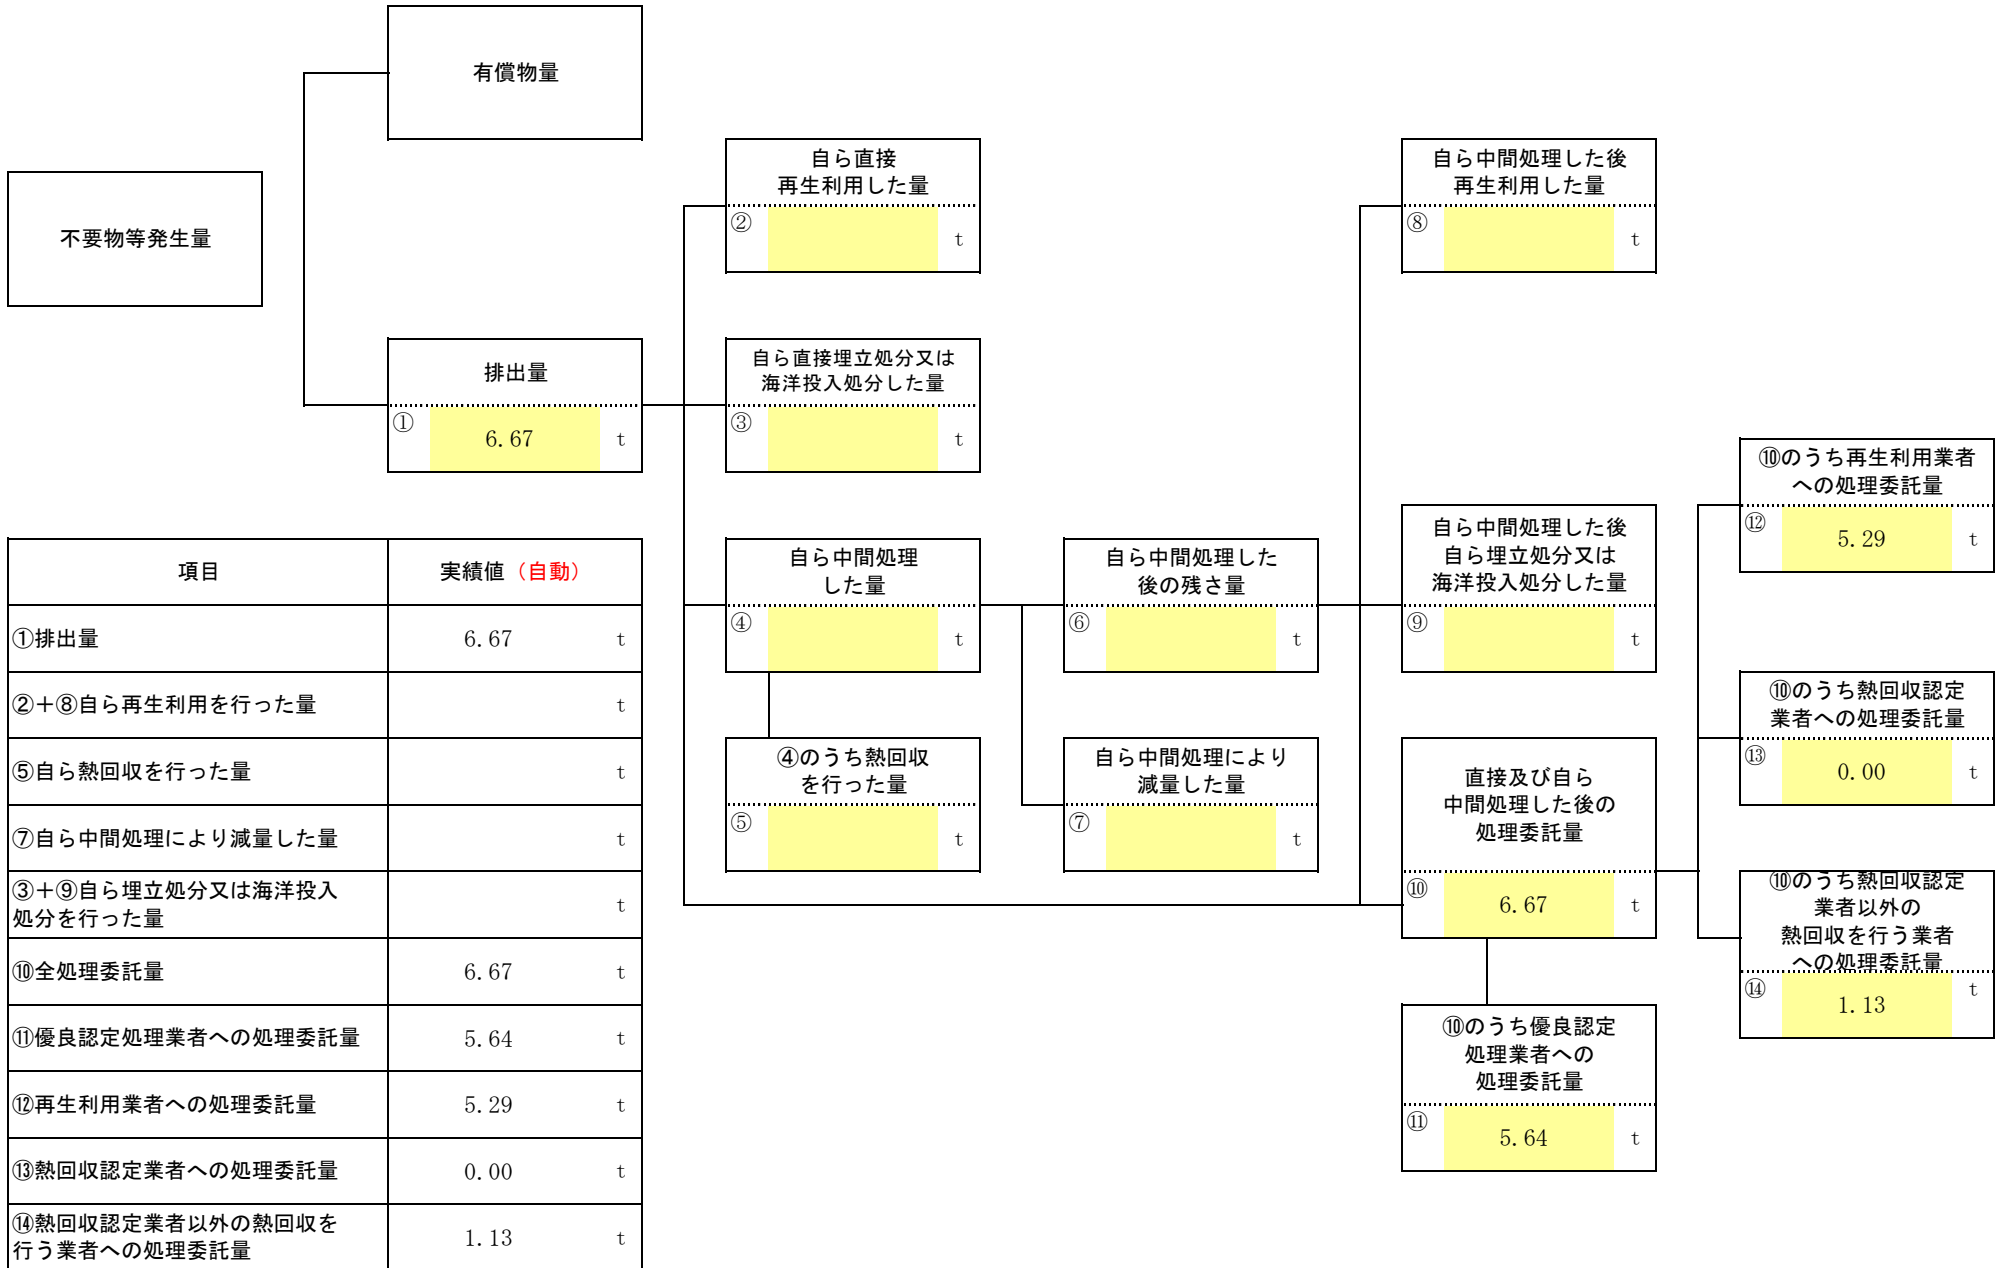 有償物量
不要物等発生量
排出量
① 6.67 t
自ら直接
再生利用した量
② t
自ら直接埋立処分又は
海洋投入処分した量
③ t
自ら中間処理
した量
④ t
④のうち熱回収
を行った量
⑤ t
自ら中間処理した
後の残さ量
⑥ t
自ら中間処理により
減量した量
⑦ t
自ら中間処理した後
再生利用した量
⑧ t
自ら中間処理した後
自ら埋立処分又は
海洋投入処分した量
⑨ t
直接及び自ら
中間処理した後の
処理委託量
⑩ 6.67 t
⑩のうち優良認定
処理業者への
処理委託量
⑪ 5.64 t
⑩のうち再生利用業者
への処理委託量
⑫ 5.29 t
⑩のうち熱回収認定
業者への処理委託量
⑬ 0.00 t
⑩のうち熱回収認定
業者以外の
熱回収を行う業者
への処理委託量
⑭ 1.13 t
項目 実績値（自動）
①排出量 6.67 t
②＋⑧自ら再生利用を行った量 t
⑤自ら熱回収を行った量 t
⑦自ら中間処理により減量した量 t
③＋⑨自ら埋立処分又は海洋投入
処分を行った量 t
⑩全処理委託量 6.67 t
⑪優良認定処理業者への処理委託量 5.64 t
⑫再生利用業者への処理委託量 5.29 t
⑬熱回収認定業者への処理委託量 0.00 t
⑭熱回収認定業者以外の熱回収を
行う業者への処理委託量 1.13 t